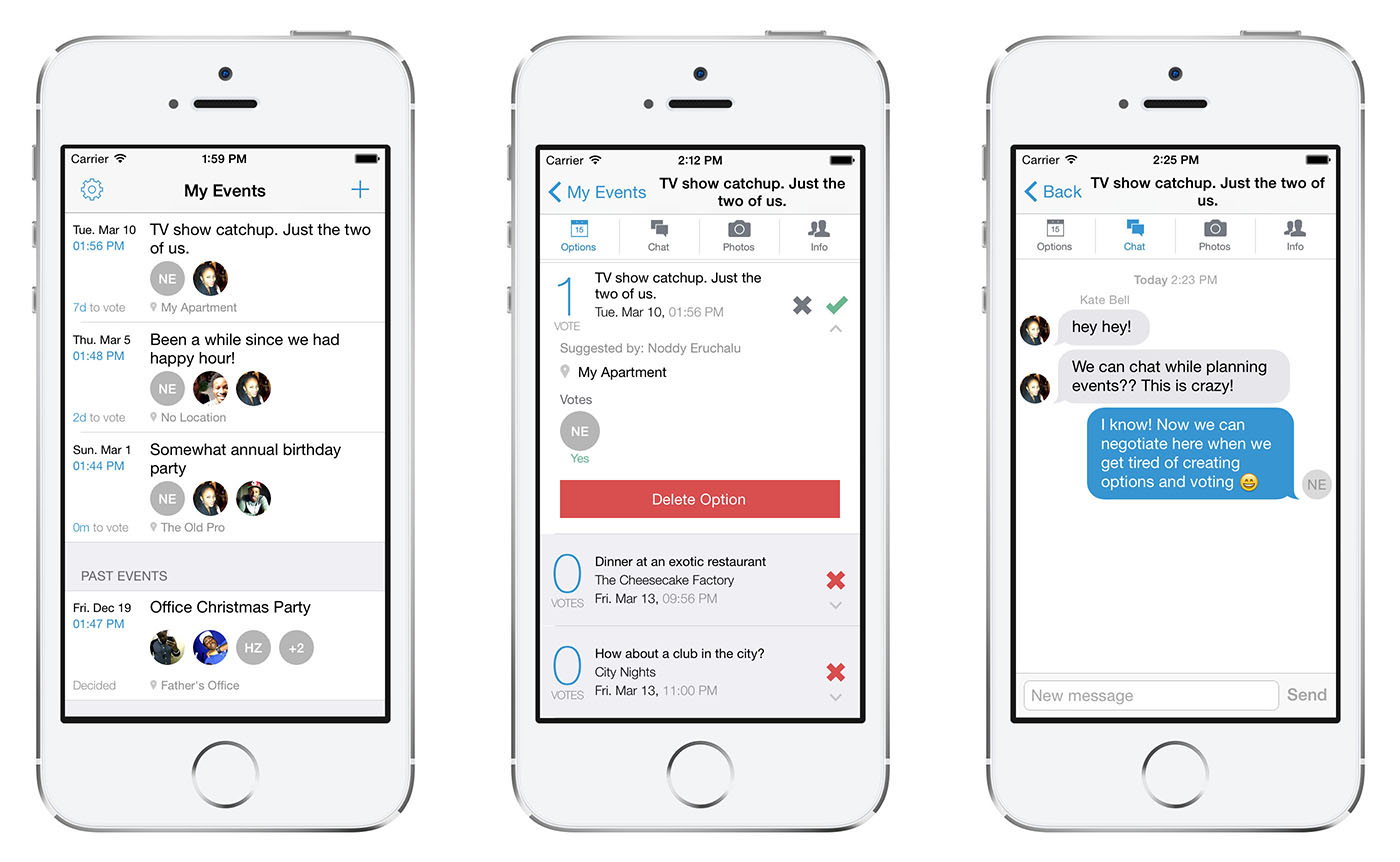 Carrier 1:59 PM
My Events
Tue. Mar 10
01:56 PM
TV show catchup. Just the two
of us.
NE
7d to vote
My Apartment
Thu. Mar 5
01:48 PM
Been a while since we had
happy hour!
NE
2d to vote
No Location
Sun. Mar 1
01:44 PM
Somewhat annual birthday
party
NE
0m to vote
The Old Pro
PAST EVENTS
Fri. Dec 19
01:47 PM
Office Christmas Party
HZ +2
Decided
Father's Office
Carrier 2:12 PM
My Events
TV show catchup. Just the
two of us.
15
Options Chat Photos Info
1
VOTE
TV show catchup. Just the
two of us.
Tue. Mar 10, 01:56 PM
Suggested by: Noddy Eruchalu
My Apartment
Votes
NE
Yes
Delete Option
0
VOTES
Dinner at an exotic restaurant
The Cheesecake Factory
Fri. Mar 13, 09:56 PM
0
VOTES
How about a club in the city?
City Nights
Fri. Mar 13, 11:00 PM
Carrier 2:25 PM
Back
TV show catchup. Just the two of
us.
15
Options Chat Photos Info
Today 2:23 PM
Kate Bell
hey hey!
We can chat while planning
events?? This is crazy!
I know! Now we can
negotiate here when we
get tired of creating
options and voting 😄
NE
New message Send